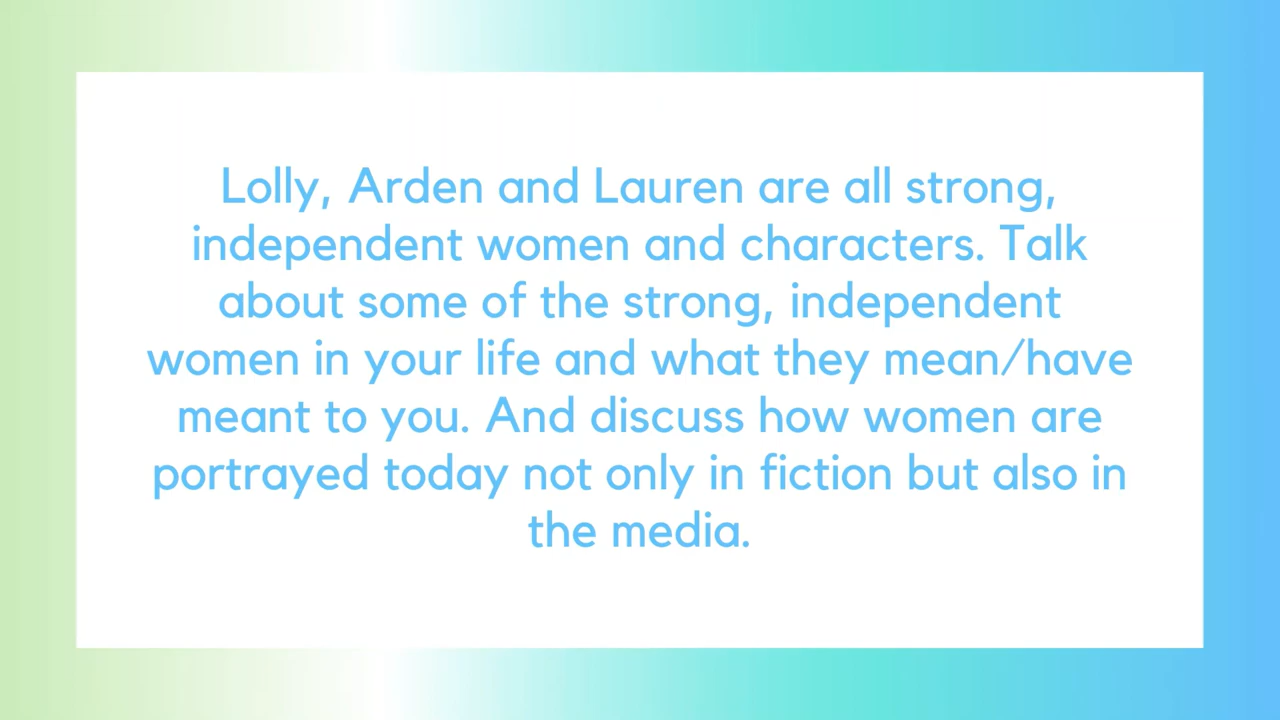 Lolly, Arden and Lauren are all strong,
independent women and characters. Talk
about some of the strong, independent
women in your life and what they mean/have
meant to you. And discuss how women are
portrayed today not only in fiction but also in
the media.